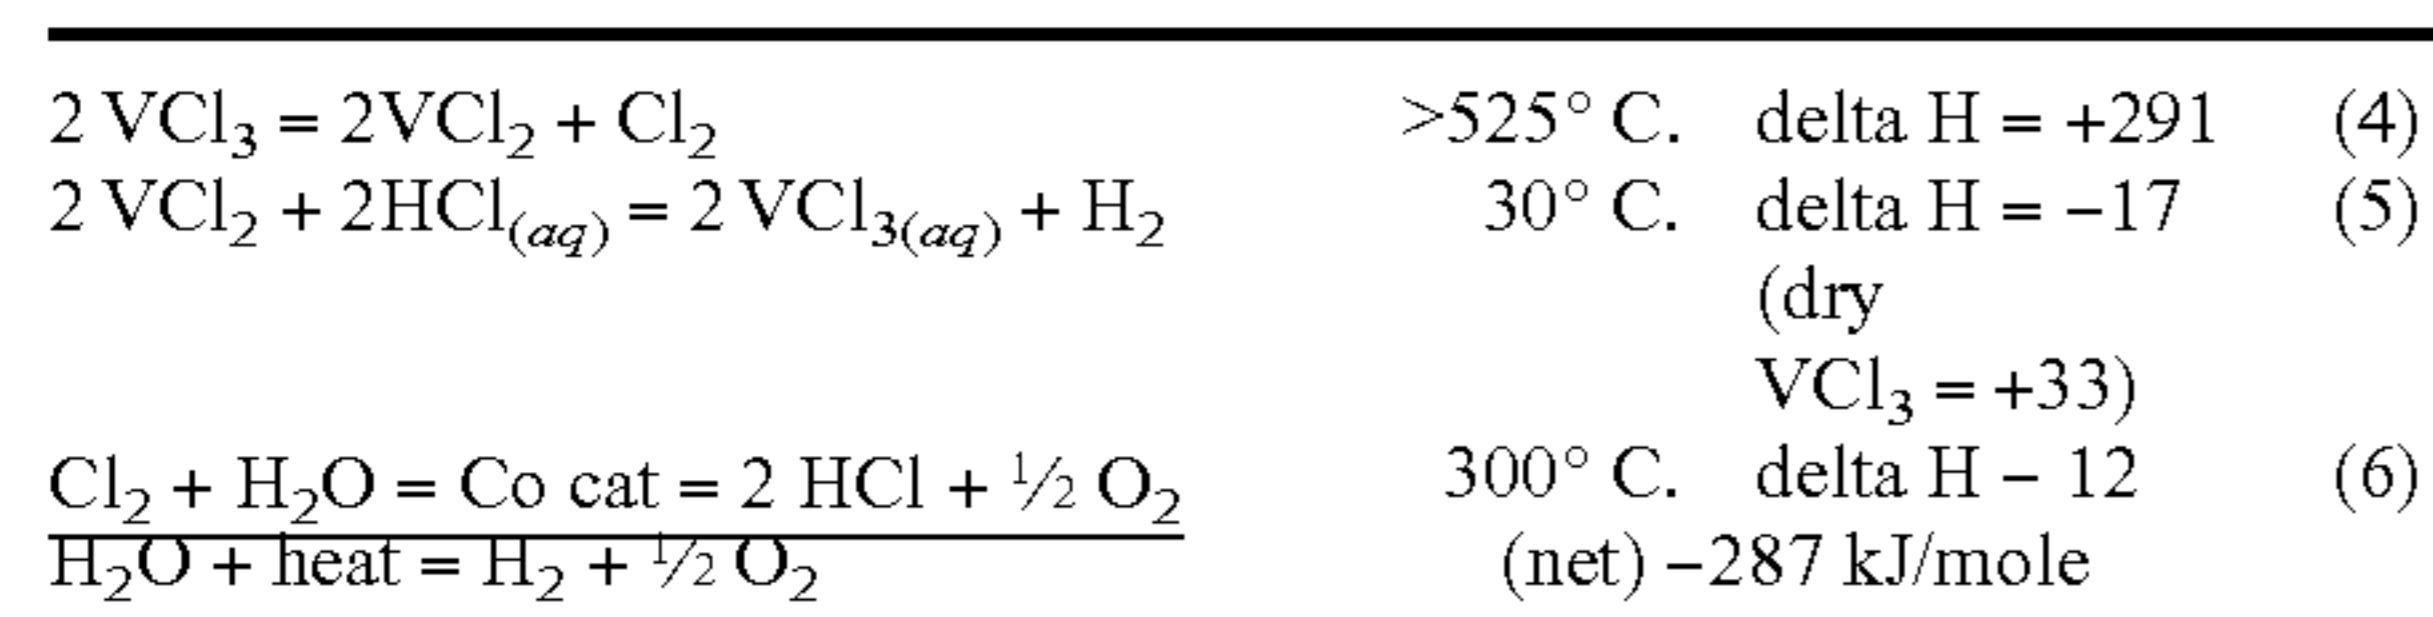 2 VCl₃ = 2VCl₂ + Cl₂ >525° C. delta H = +291 (4)
2 VCl₂ + 2HCl₍aq₎ = 2 VCl₃₍aq₎ + H₂ 30° C. delta H = −17 (5)
(dry
VCl₃ = +33)
Cl₂ + H₂O = Co cat = 2 HCl + ½ O₂ 300° C. delta H − 12 (6)
H₂O + heat = H₂ + ½ O₂ (net) −287 kJ/mole